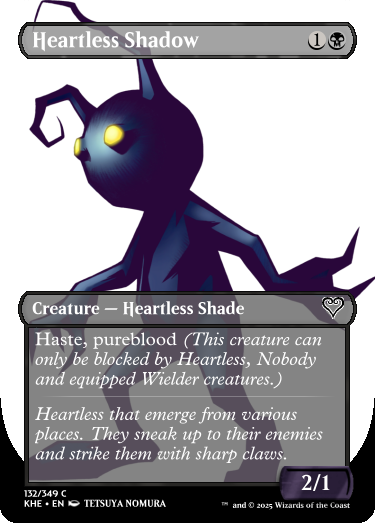 Heartless Shadow 1
Creature — Heartless Shade
Haste, pureblood (This creature can
only be blocked by Heartless, Nobody
and equipped Wielder creatures.)
Heartless that emerge from various
places. They sneak up to their enemies
and strike them with sharp claws.
2/1
132/349 C
KHE • EN TETSUYA NOMURA ™ and © 2025 Wizards of the Coast